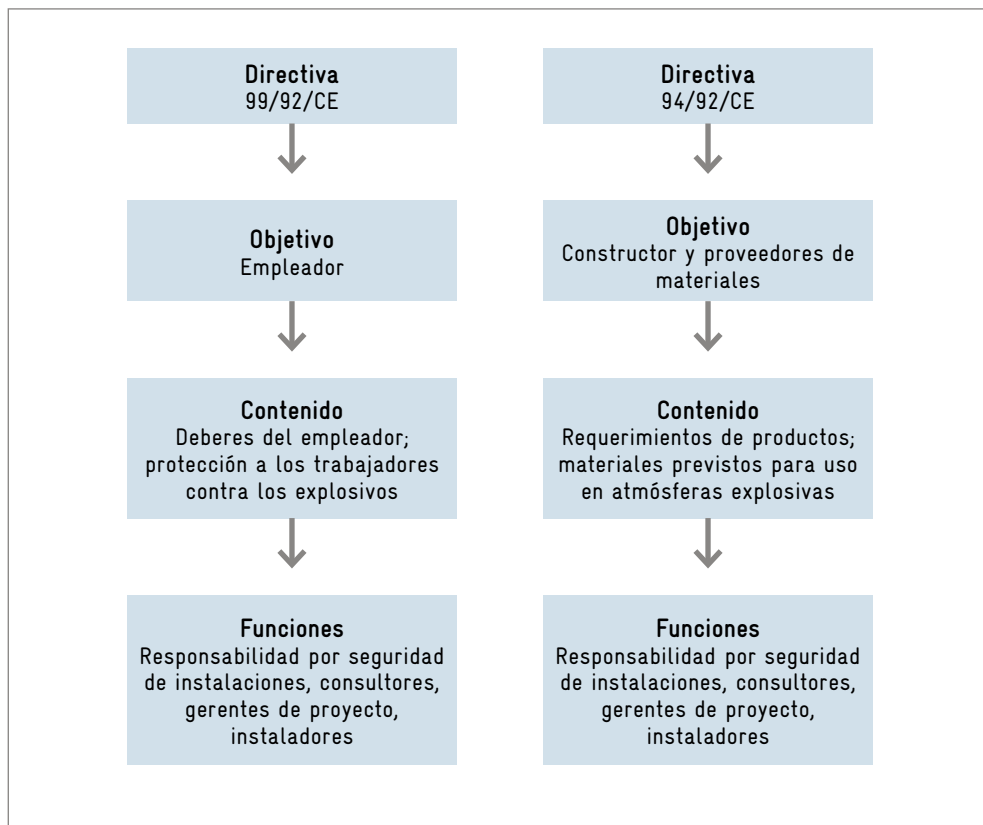 Directiva
99/92/CE
Objetivo
Empleador
Contenido
Deberes del empleador;
protección a los trabajadores
contra los explosivos
Funciones
Responsabilidad por seguridad
de instalaciones, consultores,
gerentes de proyecto,
instaladores
Directiva
94/92/CE
Objetivo
Constructor y proveedores de
materiales
Contenido
Requerimientos de productos;
materiales previstos para uso
en atmósferas explosivas
Funciones
Responsabilidad por seguridad
de instalaciones, consultores,
gerentes de proyecto,
instaladores